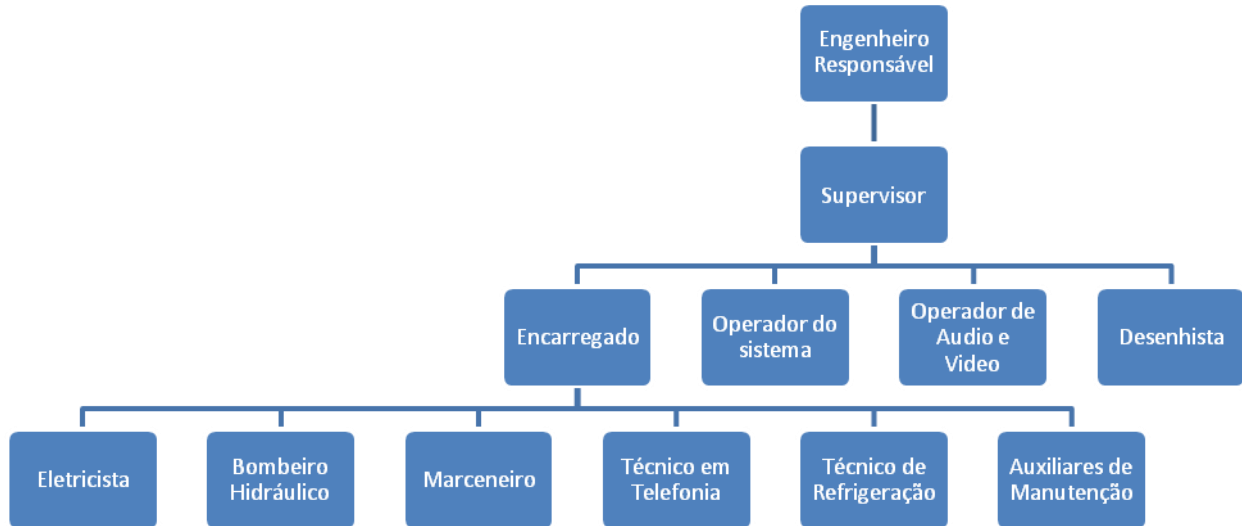 Engenheiro
Responsável
Supervisor
Encarregado
Operador do
sistema
Operador de
Audio e
Video
Desenhista
Eletricista
Bombeiro
Hidráulico
Marceneiro
Técnico em
Telefonia
Técnico de
Refrigeração
Auxiliares de
Manutenção